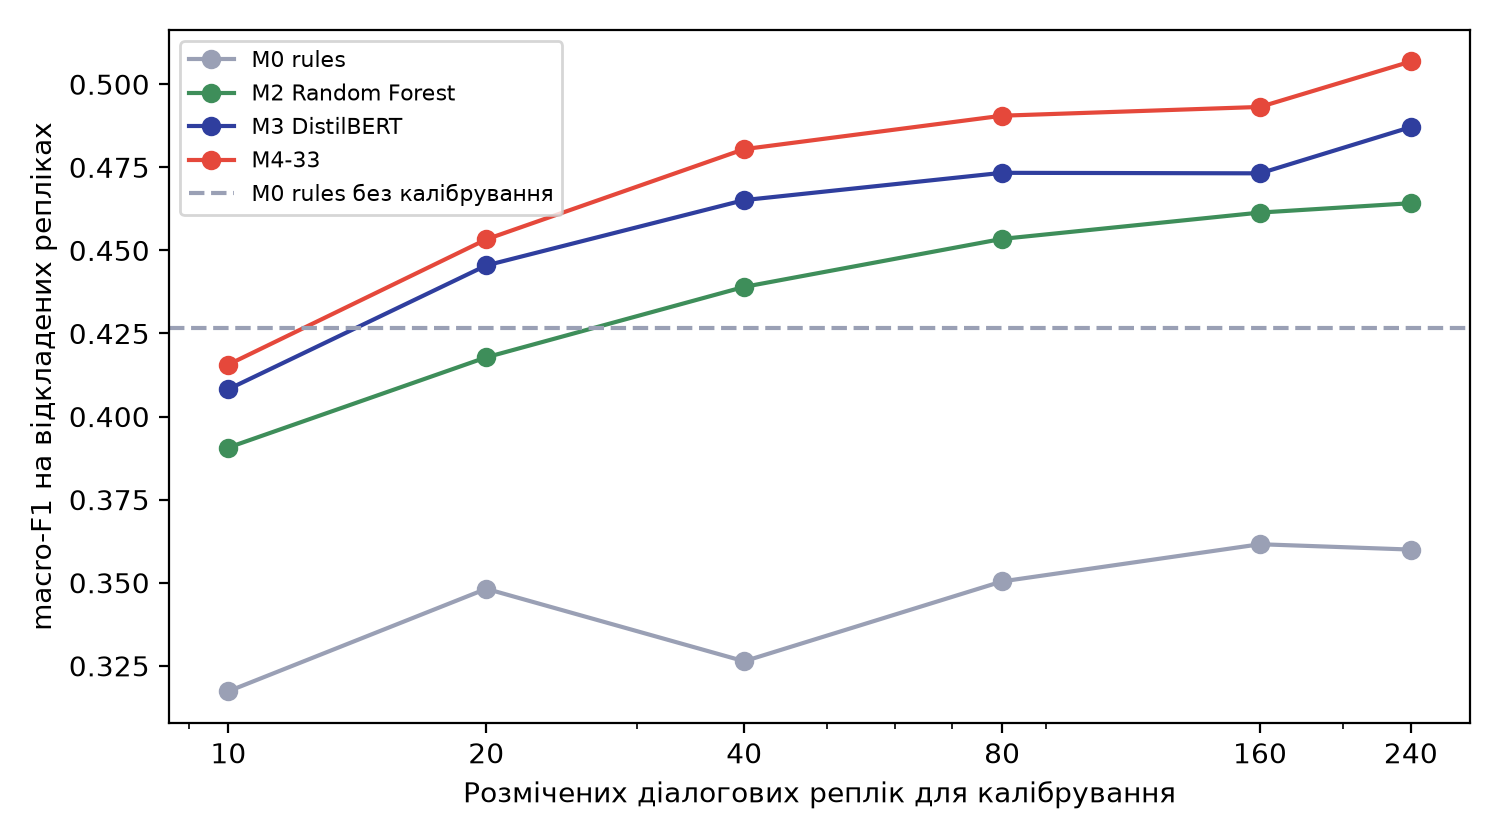 M0 rules
M2 Random Forest
M3 DistilBERT
M4-33
M0 rules без калібрування
macro-F1 на відкладених репліках
0.500
0.475
0.450
0.425
0.400
0.375
0.350
0.325
10 20 40 80 160 240
Розмічених діалогових реплік для калібрування